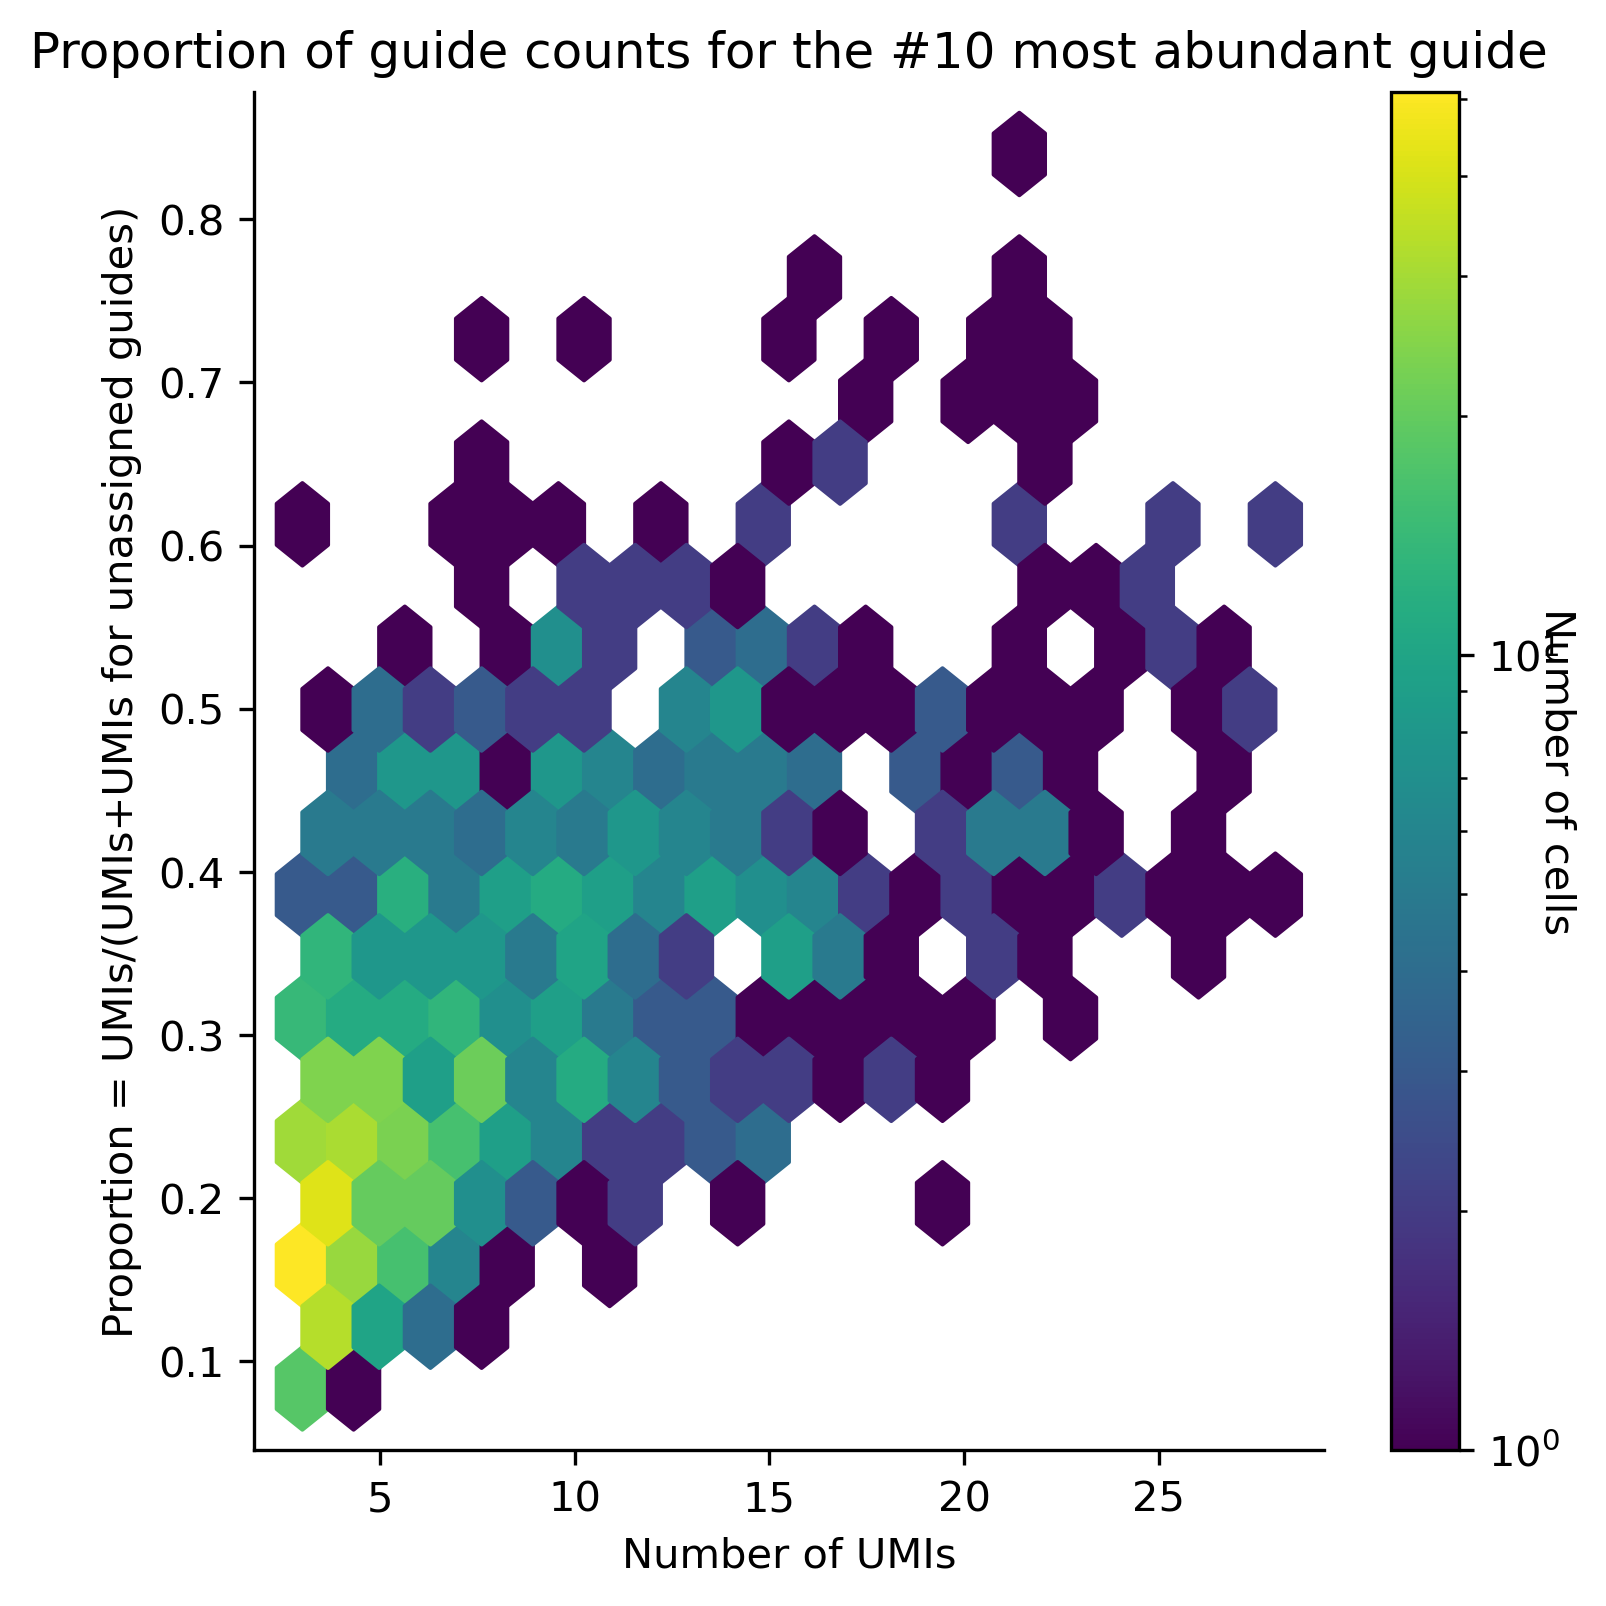 Proportion of guide counts for the #10 most abundant guide
Proportion = UMIs/(UMIs+UMIs for unassigned guides)
0.8
0.7
0.6
0.5
0.4
0.3
0.2
0.1
5 10 15 20 25
Number of UMIs
10¹
10⁰
Number of cells